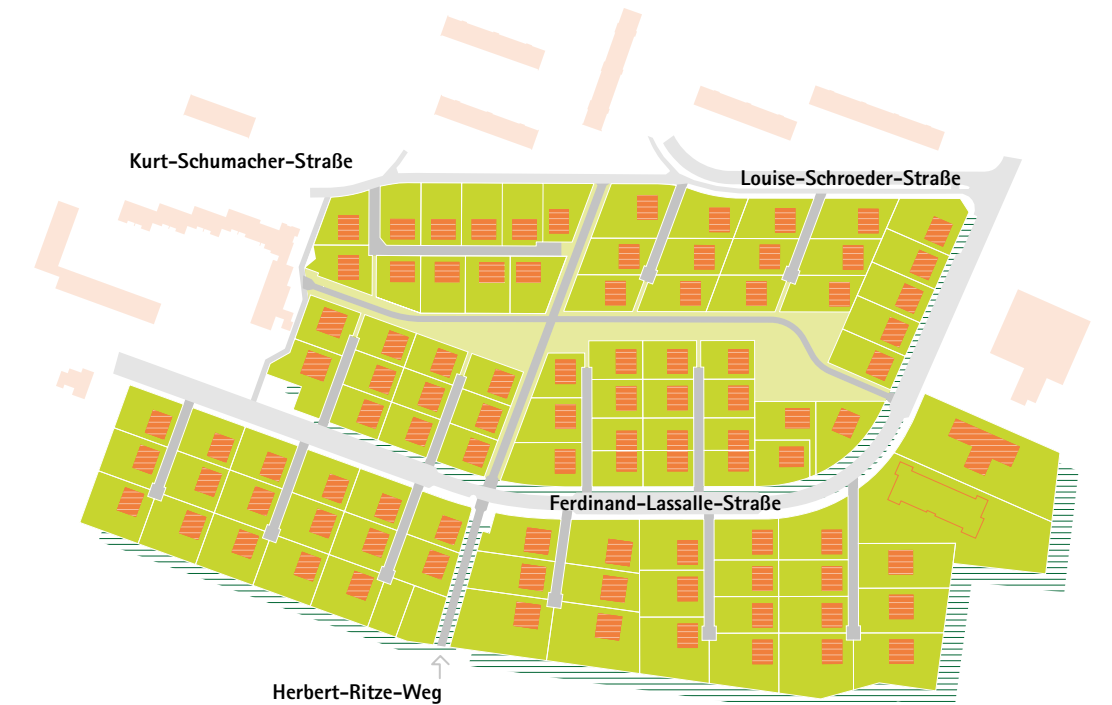 Kurt-Schumacher-Straße
Louise-Schroeder-Straße
Ferdinand-Lassalle-Straße
Herbert-Ritze-Weg